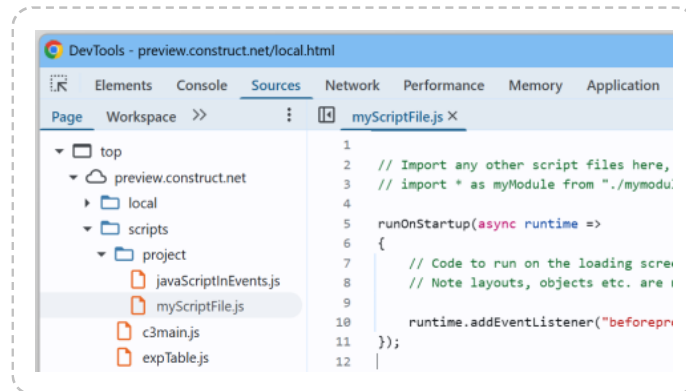 DevTools - preview.construct.net/local.html
Elements Console Sources Network Performance Memory Application
Page Workspace myScriptFile.js
top
preview.construct.net
local
scripts
project
javaScriptInEvents.js
myScriptFile.js
c3main.js
expTable.js
1
2 // Import any other script files here,
3 // import * as myModule from "./mymodul
4
5 runOnStartup(async runtime =>
6 {
7 // Code to run on the loading scree
8 // Note layouts, objects etc. are n
9
10 runtime.addEventListener("beforepro
11 });
12